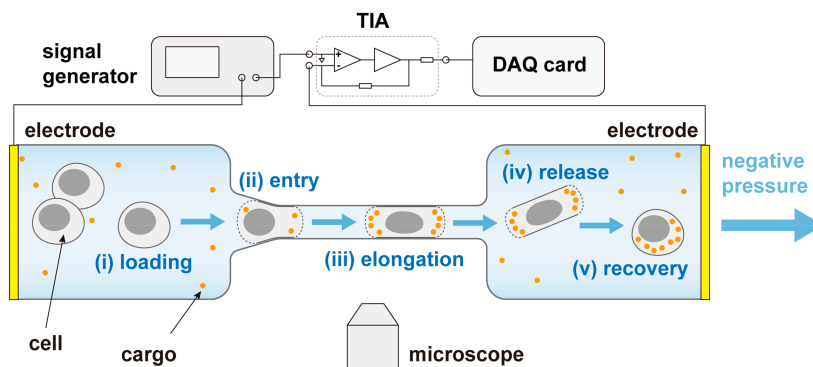 TIA
signal
generator
+
-
DAQ card
electrode
electrode
(ii) entry
(iv) release
negative
pressure
(i) loading
(iii) elongation
(v) recovery
cell
cargo
microscope